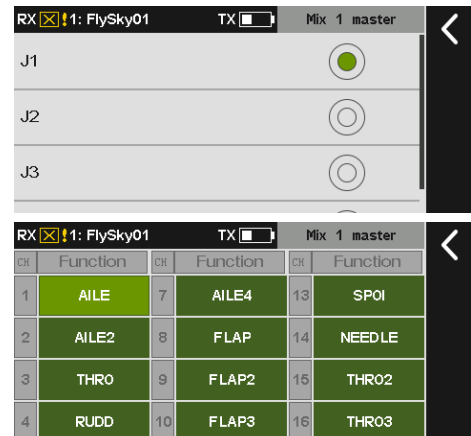 RX !1: FlySky01 TX Mix 1 master
J1
J2
J3
RX !1: FlySky01 TX Mix 1 master
CH Function CH Function CH Function
1 AILE 7 AILE4 13 SPOI
2 AILE2 8 FLAP 14 NEEDLE
3 THRO 9 FLAP2 15 THRO2
4 RUDD 10 FLAP3 16 THRO3